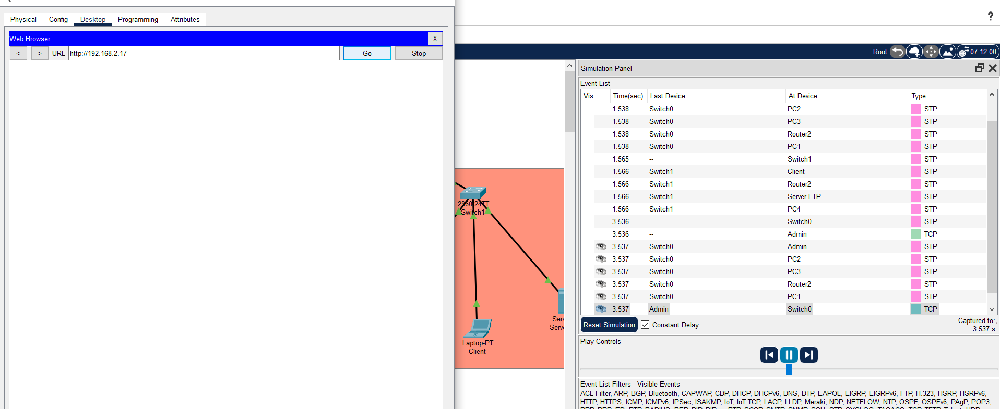 Physical Config Desktop Programming Attributes
Web Browser X
< > URL http://192.168.2.17 Go Stop
?
Root 07:12:00
2960-24TT
Switch1
Laptop-PT
Client
Serv
Serve
Simulation Panel
Event List
Vis. Time(sec) Last Device At Device Type
1.538 Switch0 PC2 STP
1.538 Switch0 PC3 STP
1.538 Switch0 Router2 STP
1.538 Switch0 PC1 STP
1.565 -- Switch1 STP
1.566 Switch1 Client STP
1.566 Switch1 Router2 STP
1.566 Switch1 Server FTP STP
1.566 Switch1 PC4 STP
3.536 -- Switch0 STP
3.536 -- Admin TCP
3.537 Switch0 Admin STP
3.537 Switch0 PC2 STP
3.537 Switch0 PC3 STP
3.537 Switch0 Router2 STP
3.537 Switch0 PC1 STP
3.537 Admin Switch0 TCP
Reset Simulation Constant Delay Captured to:
3.537 s
Play Controls
Event List Filters - Visible Events
ACL Filter, ARP, BGP, Bluetooth, CAPWAP, CDP, DHCP, DHCPv6, DNS, DTP, EAPOL, EIGRP, EIGRPv6, FTP, H.323, HSRP, HSRPv6,
HTTP, HTTPS, ICMP, ICMPv6, IPSec, ISAKMP, IoT, IoT TCP, LACP, LLDP, Meraki, NDP, NETFLOW, NTP, OSPF, OSPFv6, PAgP, POP3,